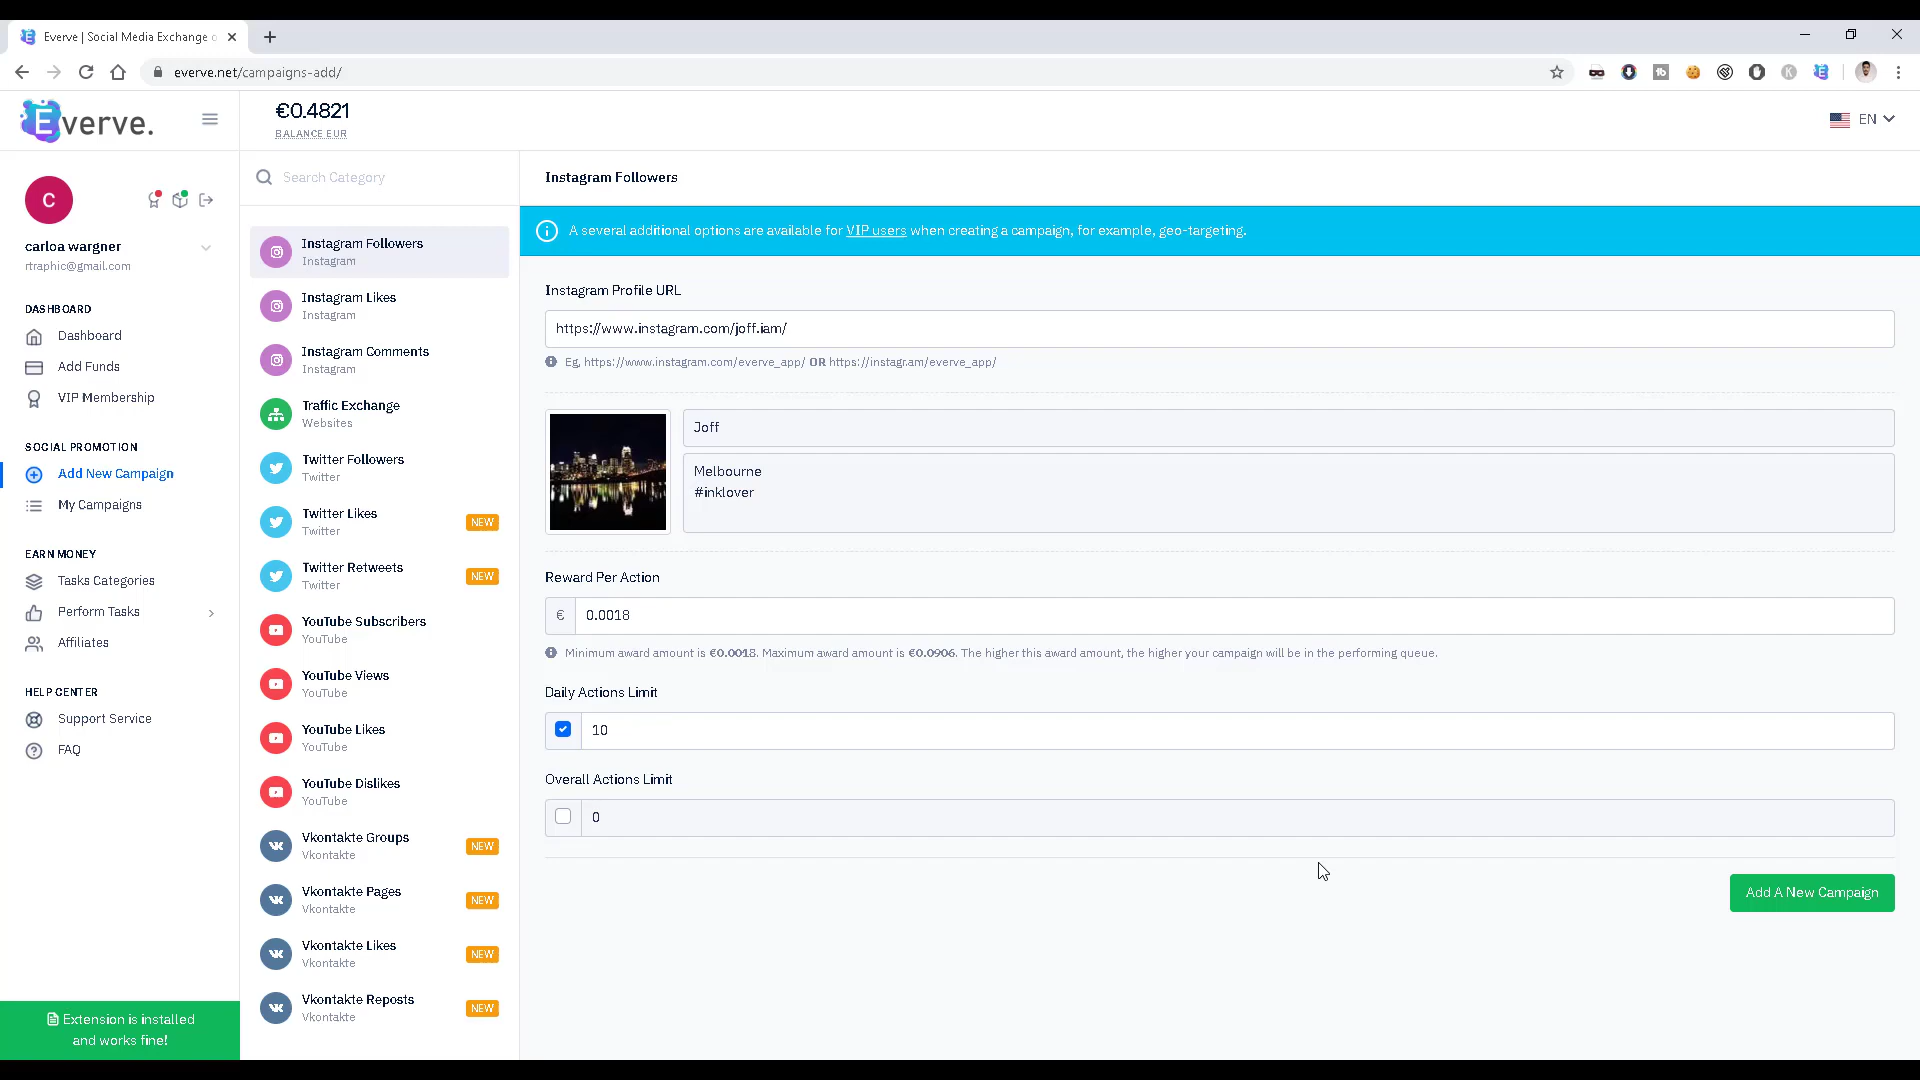 Everve | Social Media Exchange o
everve.net/campaigns-add/
Everve.
€0.4821
BALANCE EUR
EN
C
carloa wargner
rtraphic@gmail.com
DASHBOARD
Dashboard
Add Funds
VIP Membership
SOCIAL PROMOTION
Add New Campaign
My Campaigns
EARN MONEY
Tasks Categories
Perform Tasks
Affiliates
HELP CENTER
Support Service
FAQ
Extension is installed
and works fine!
Search Category
Instagram Followers
Instagram
Instagram Likes
Instagram
Instagram Comments
Instagram
Traffic Exchange
Websites
Twitter Followers
Twitter
Twitter Likes
Twitter
NEW
Twitter Retweets
Twitter
NEW
YouTube Subscribers
YouTube
YouTube Views
YouTube
YouTube Likes
YouTube
YouTube Dislikes
YouTube
Vkontakte Groups
Vkontakte
NEW
Vkontakte Pages
Vkontakte
NEW
Vkontakte Likes
Vkontakte
NEW
Vkontakte Reposts
Vkontakte
NEW
Instagram Followers
A several additional options are available for VIP users when creating a campaign, for example, geo-targeting.
Instagram Profile URL
https://www.instagram.com/joff.iam/
Eg, https://www.instagram.com/everve_app/ OR https://instagr.am/everve_app/
Joff
Melbourne
#inklover
Reward Per Action
€ 0.0018
Minimum award amount is €0.0018. Maximum award amount is €0.0906. The higher this award amount, the higher your campaign will be in the performing queue.
Daily Actions Limit
10
Overall Actions Limit
0
Add A New Campaign